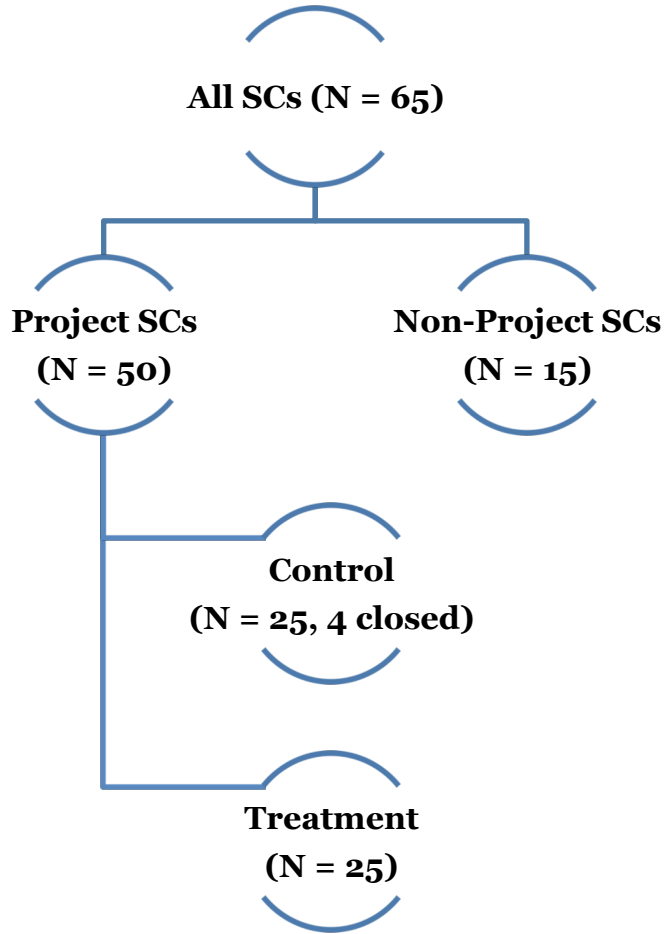 All SCs (N = 65)
Project SCs
(N = 50)
Non-Project SCs
(N = 15)
Control
(N = 25, 4 closed)
Treatment
(N = 25)